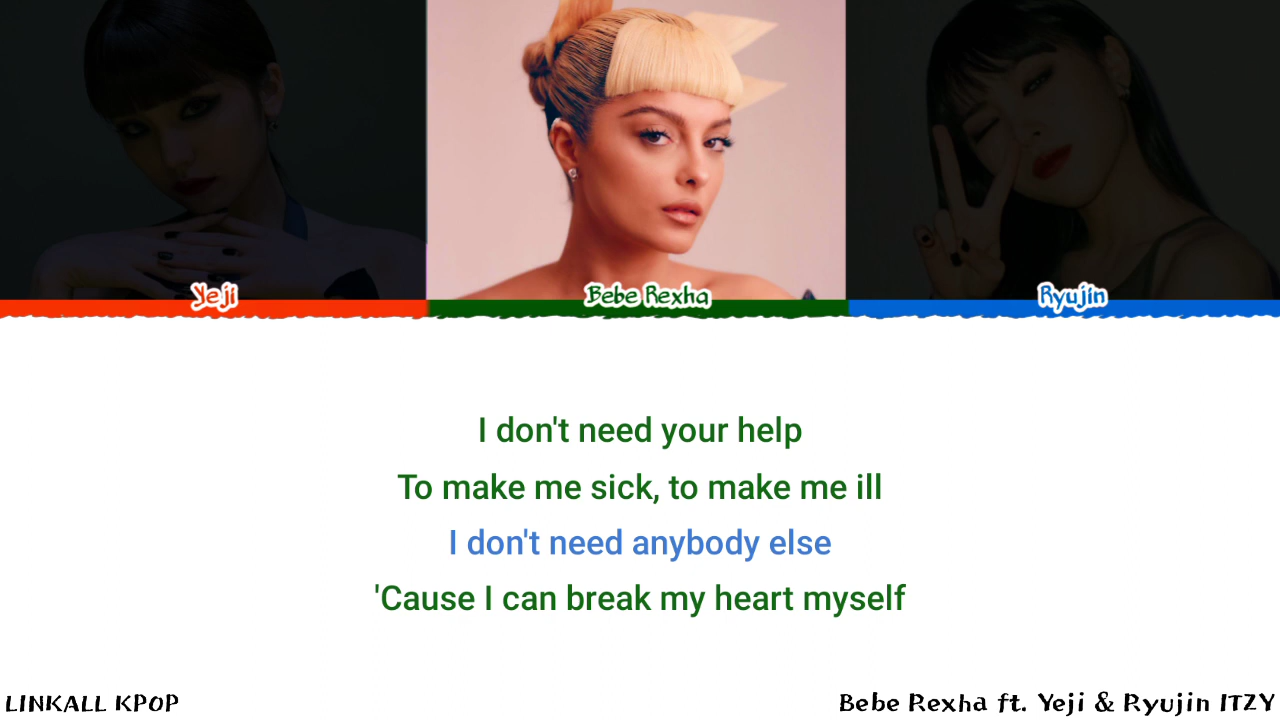 Yeji
Bebe Rexha
Ryujin
I don't need your help
To make me sick, to make me ill
I don't need anybody else
'Cause I can break my heart myself
LINKALL KPOP
Bebe Rexha ft. Yeji & Ryujin ITZY